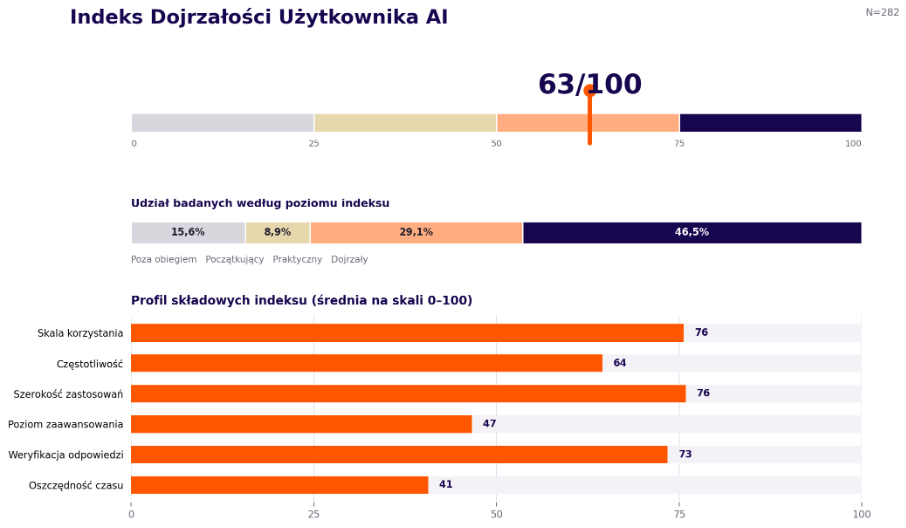 Indeks Dojrzałości Użytkownika AI
N=282
63/100
0 25 50 75 100
Udział badanych według poziomu indeksu
15,6% 8,9% 29,1% 46,5%
Poza obiegiem Początkujący Praktyczny Dojrzały
Profil składowych indeksu (średnia na skali 0–100)
Skala korzystania 76
Częstotliwość 64
Szerokość zastosowań 76
Poziom zaawansowania 47
Weryfikacja odpowiedzi 73
Oszczędność czasu 41
0 25 50 75 100